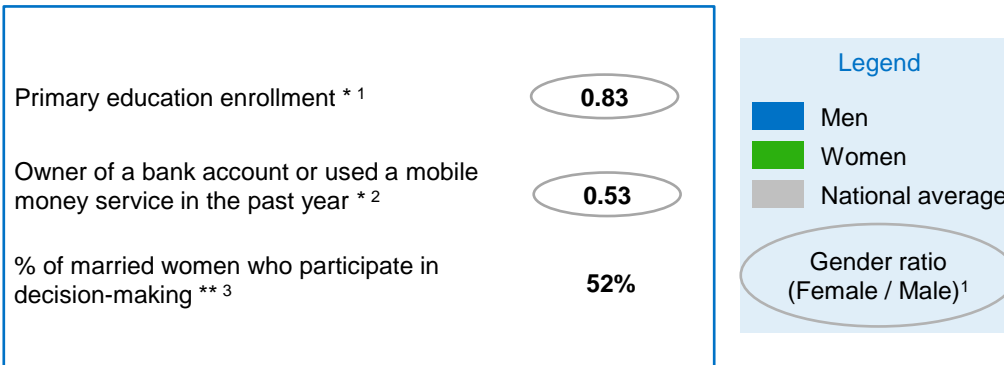 Primary education enrollment * 1
0.83
Owner of a bank account or used a mobile
money service in the past year * 2
0.53
% of married women who participate in
decision-making ** 3
52%
Legend
Men
Women
National average
Gender ratio
(Female / Male)1